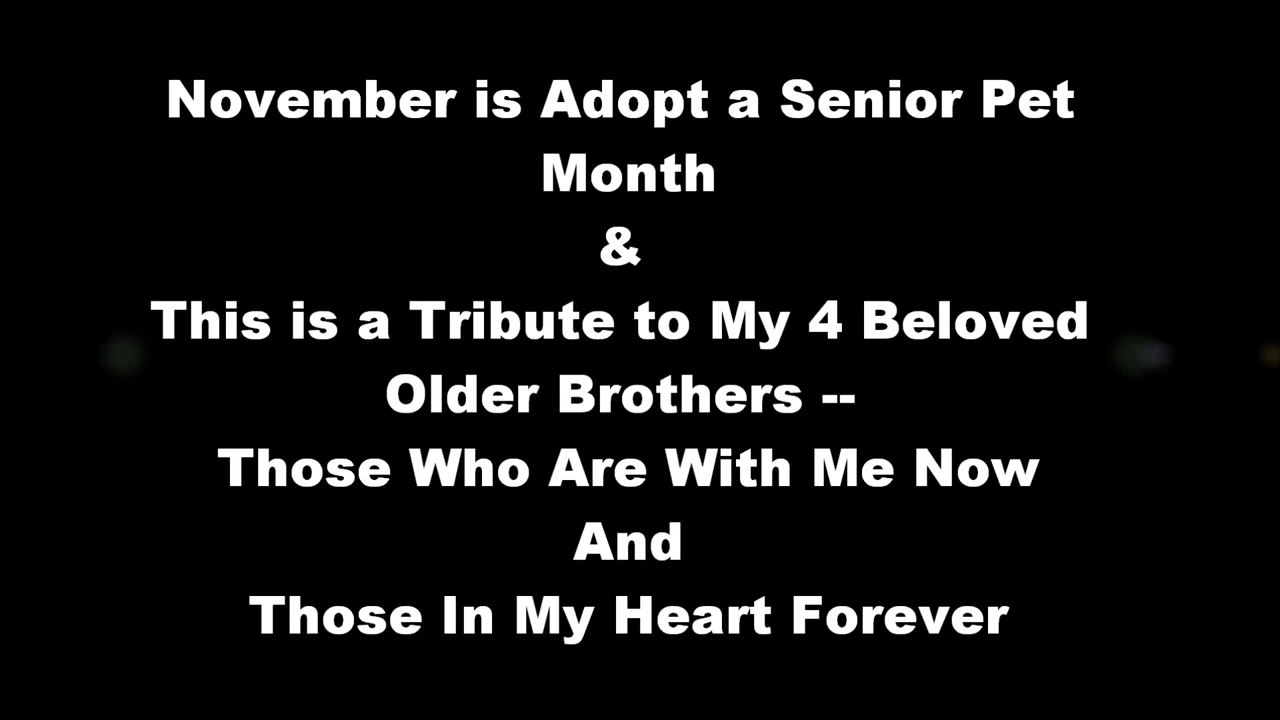 November is Adopt a Senior Pet
Month
&
This is a Tribute to My 4 Beloved
Older Brothers --
Those Who Are With Me Now
And
Those In My Heart Forever